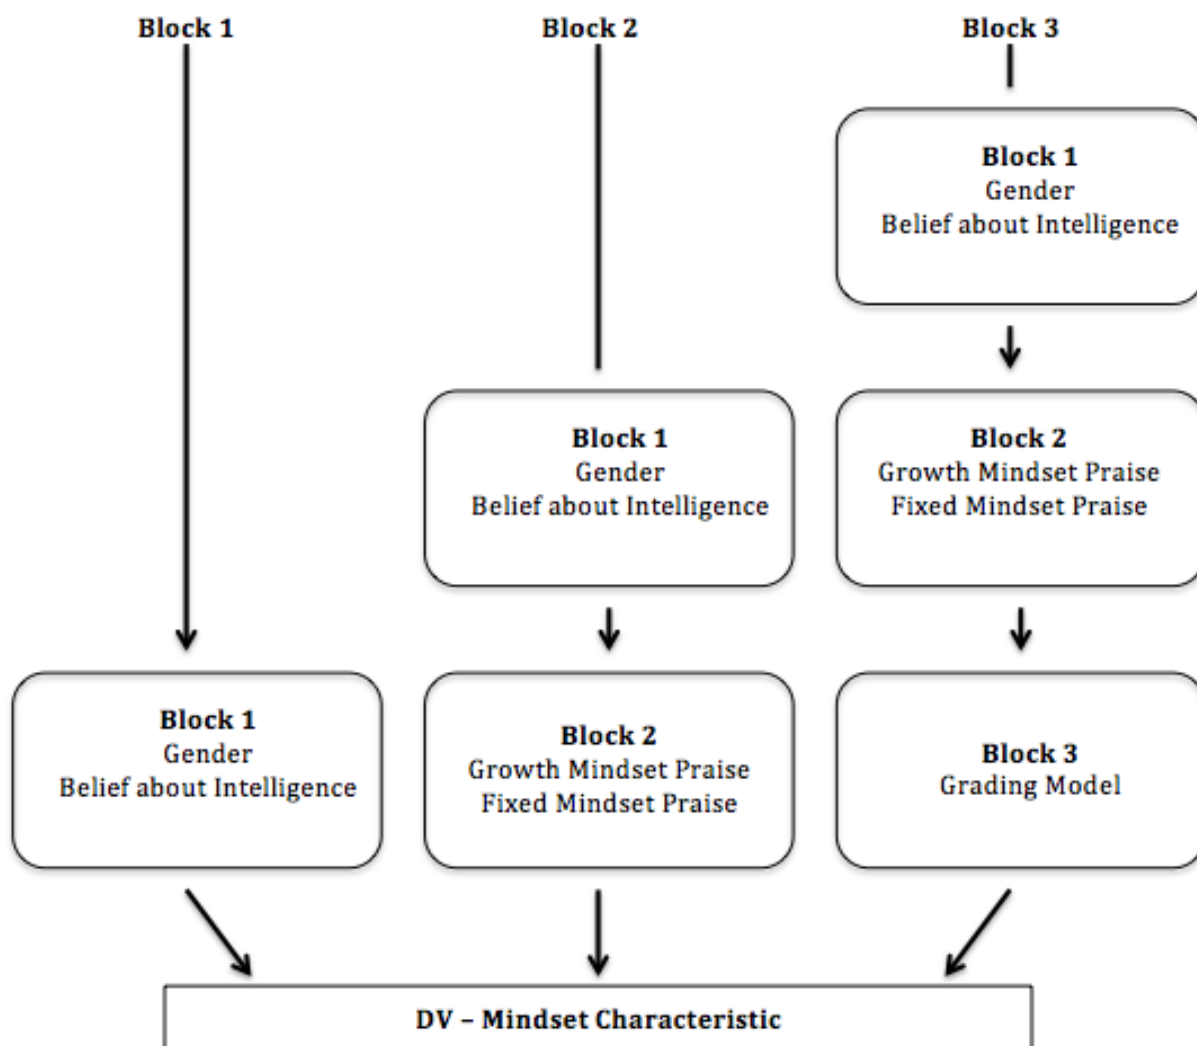 Block 1
Block 2
Block 3
Block 1
Gender
Belief about Intelligence
Block 1
Gender
Belief about Intelligence
Block 2
Growth Mindset Praise
Fixed Mindset Praise
Block 1
Gender
Belief about Intelligence
Block 2
Growth Mindset Praise
Fixed Mindset Praise
Block 3
Grading Model
DV – Mindset Characteristic